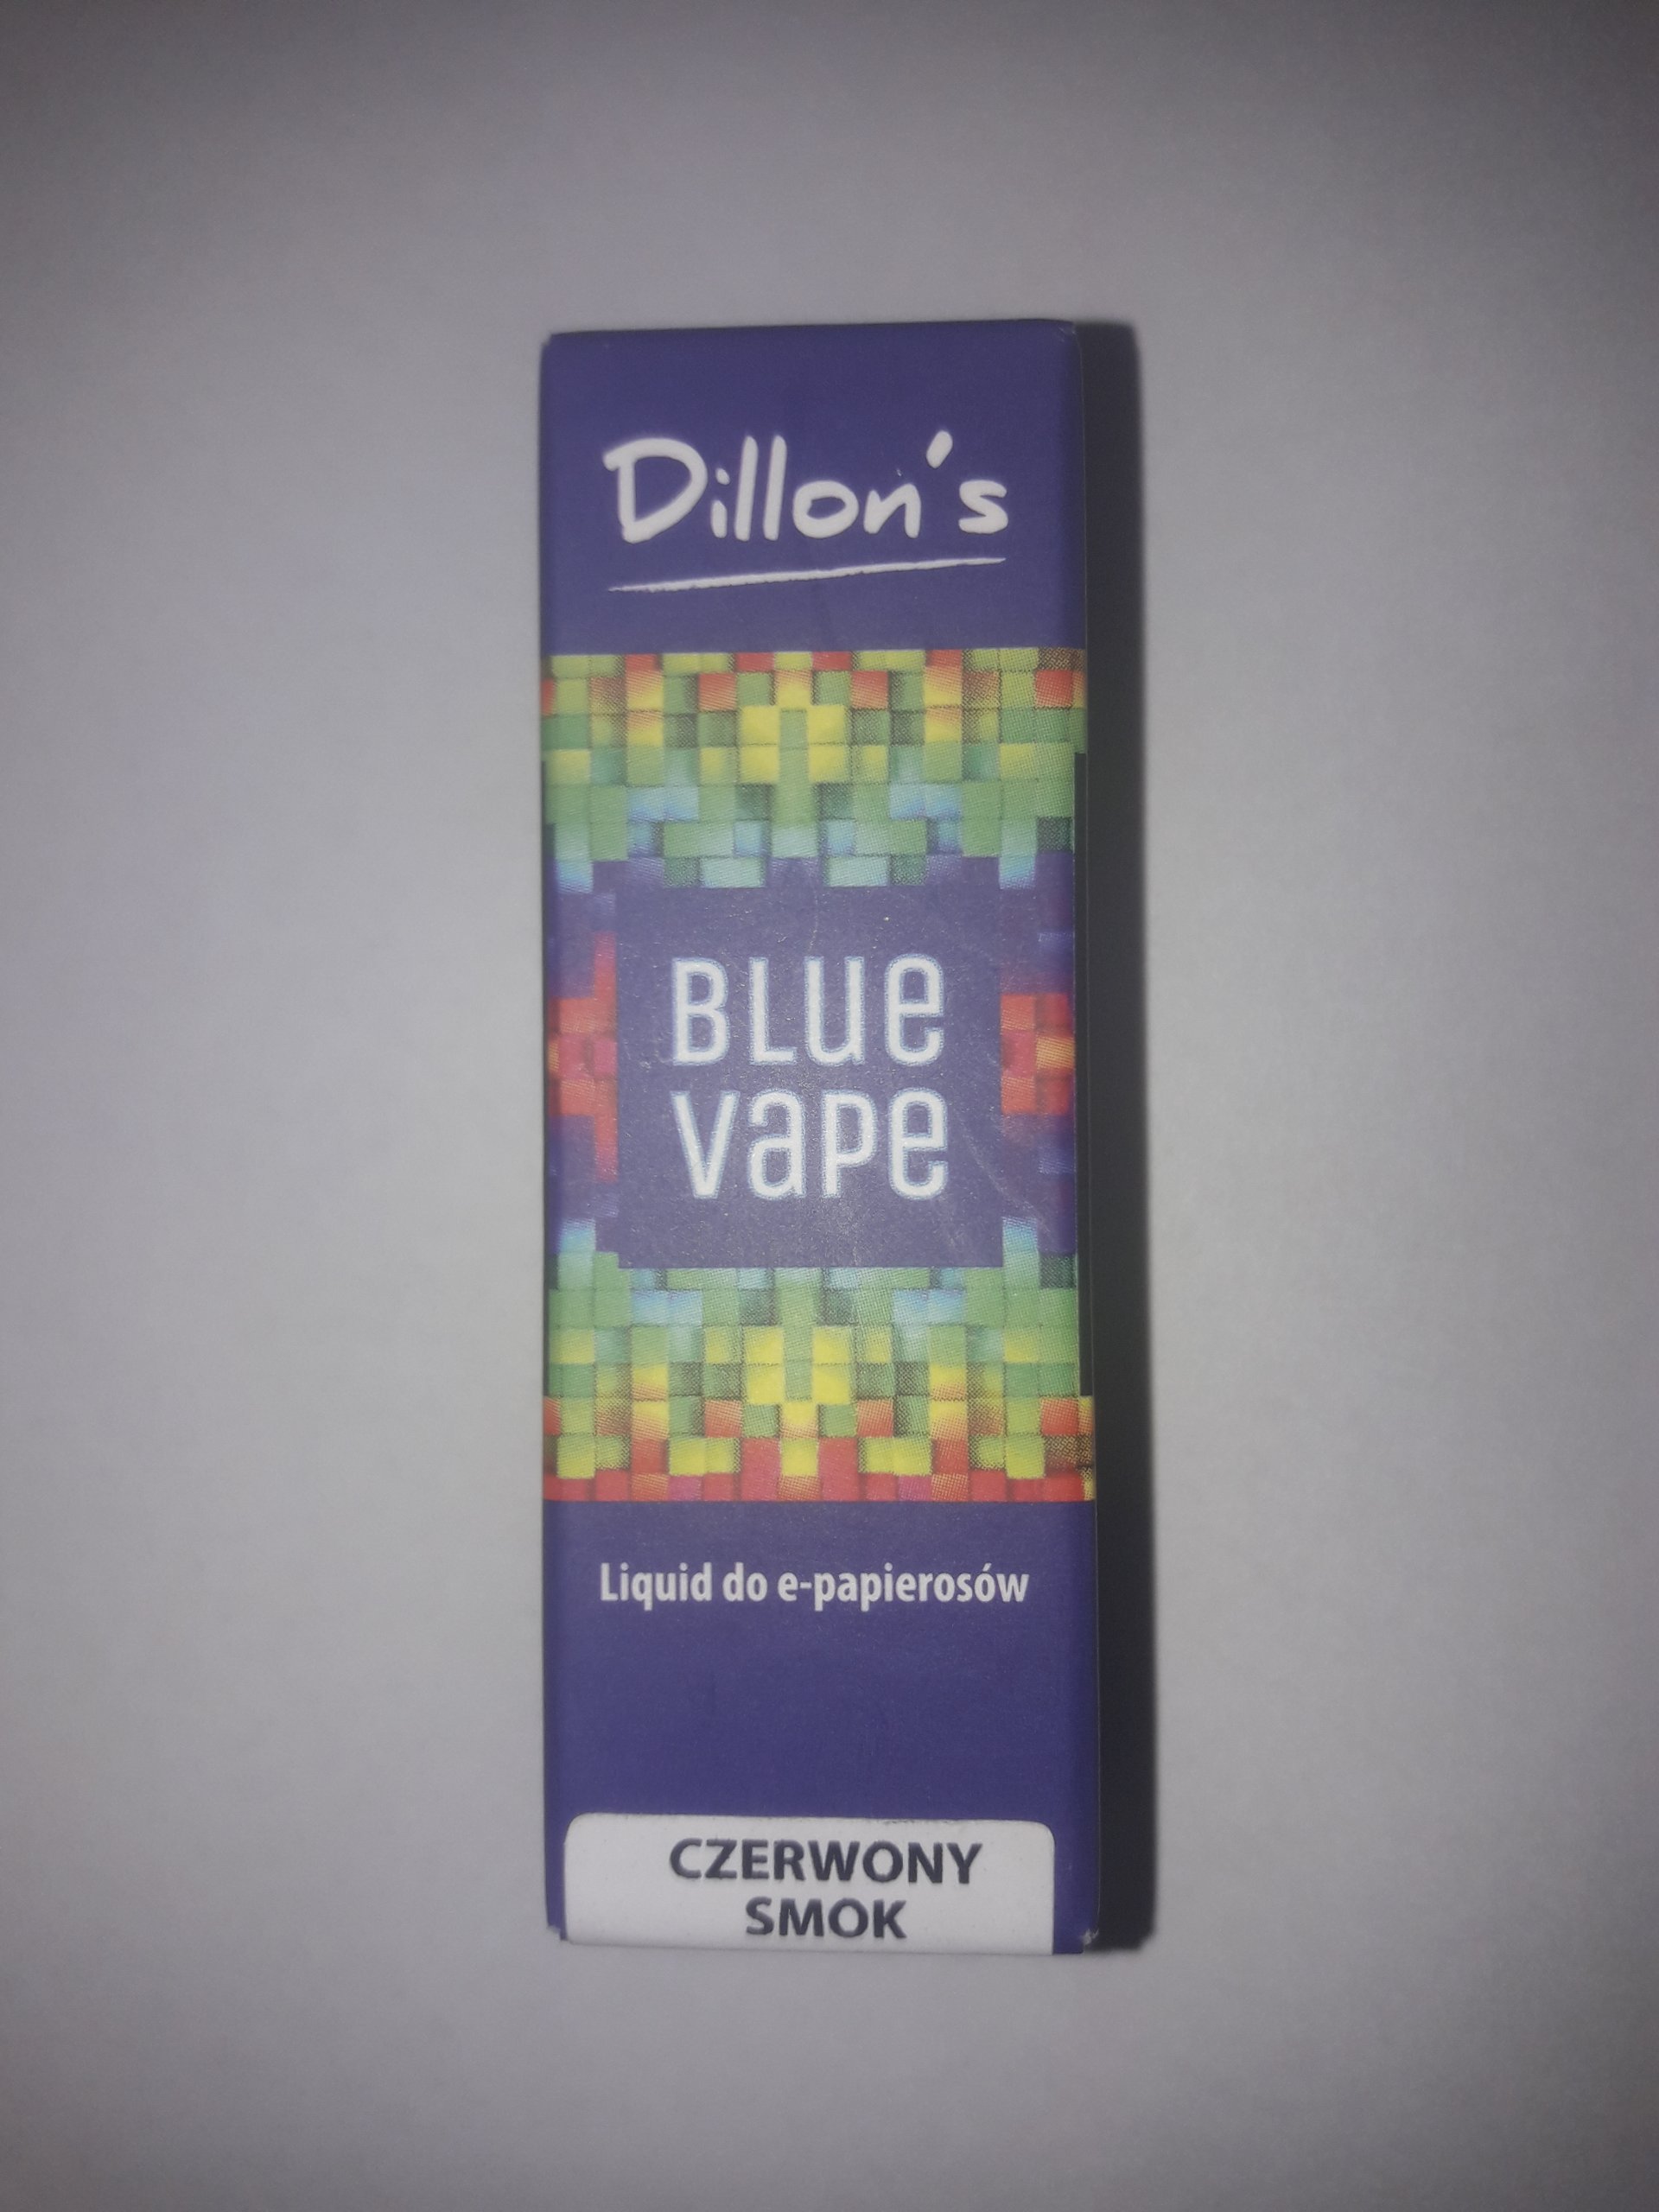 Dillon's
BLUe
vape
Liquid do e-papierosów
CZERWONY
SMOK